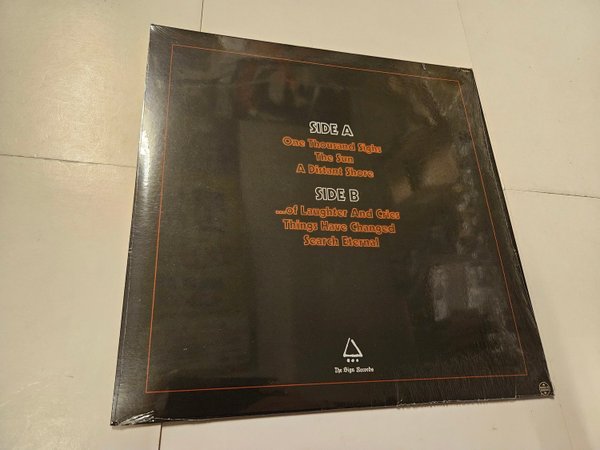 SIDE A
One Thousand Sighs
The Sun
A Distant Shore
SIDE B
...of Laughter And Cries
Things Have Changed
Search Eternal
The Sign Records